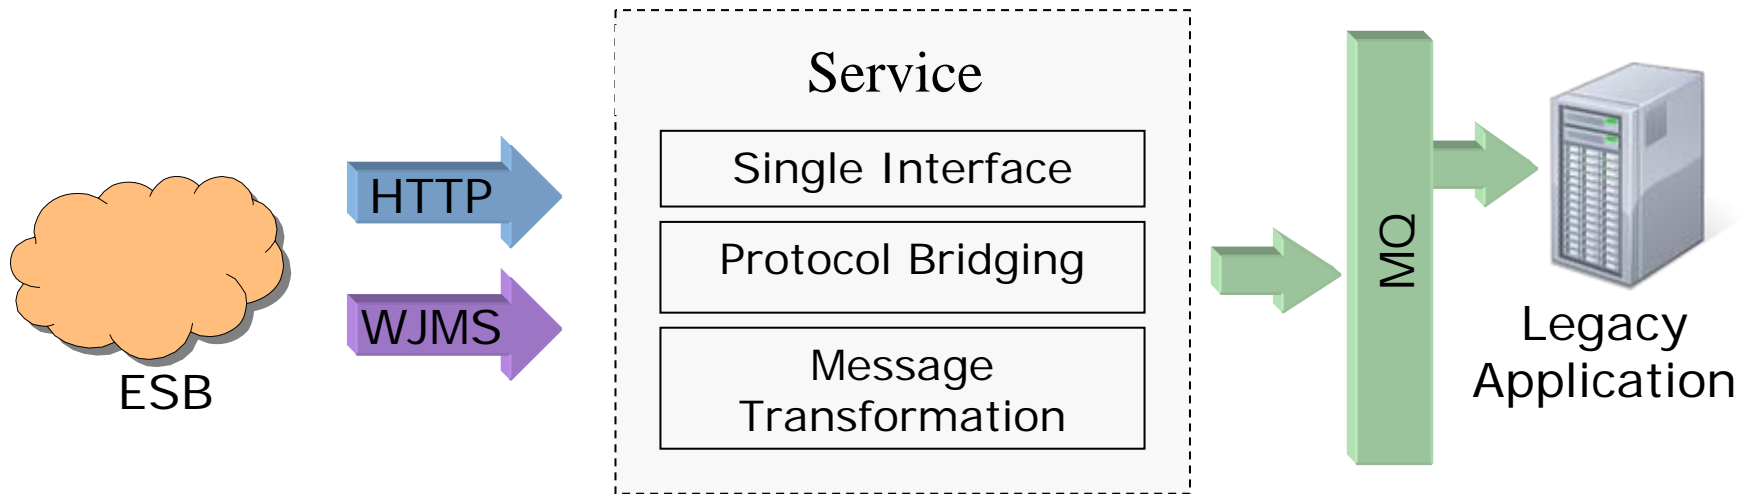 Service
Single Interface
HTTP
Protocol Bridging
WJMS
Message
Transformation
ESB
MQ
Legacy
Application